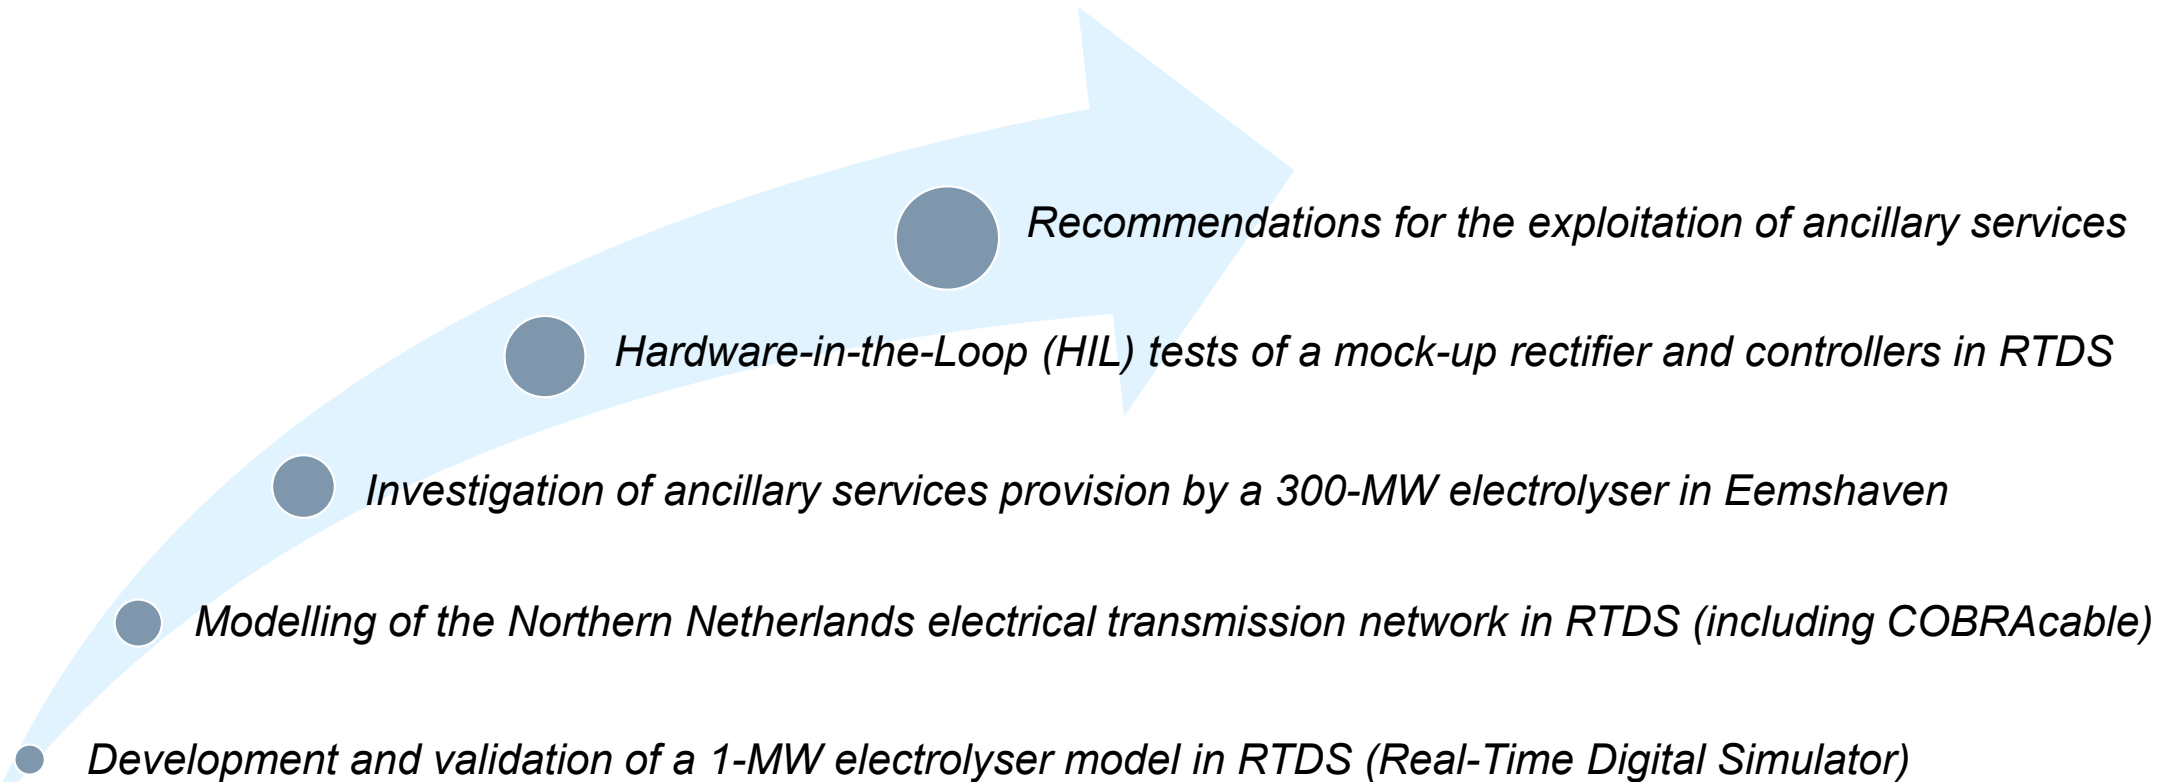 Recommendations for the exploitation of ancillary services
Hardware-in-the-Loop (HIL) tests of a mock-up rectifier and controllers in RTDS
Investigation of ancillary services provision by a 300-MW electrolyser in Eemshaven
Modelling of the Northern Netherlands electrical transmission network in RTDS (including COBRAcable)
Development and validation of a 1-MW electrolyser model in RTDS (Real-Time Digital Simulator)